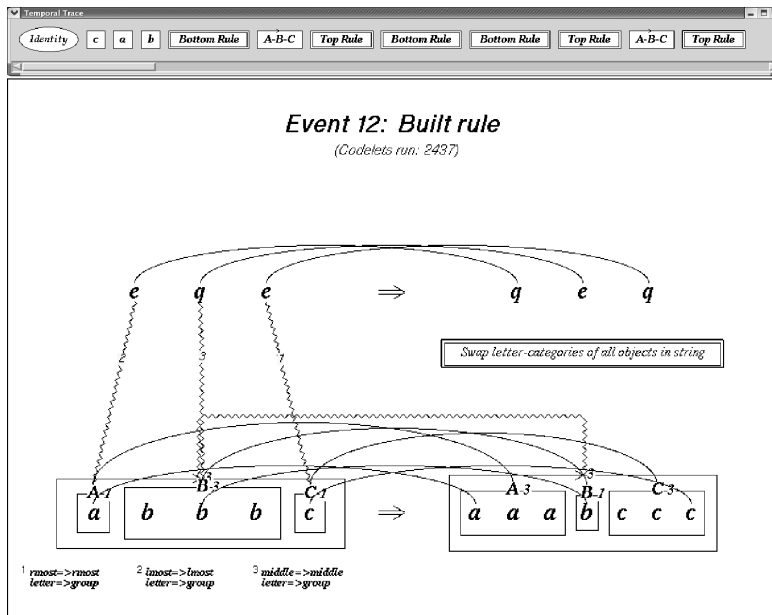 Temporal Trace
Identity c a b Bottom Rule A-B-C Top Rule Bottom Rule Bottom Rule Top Rule A-B-C Top Rule
Event 12: Built rule
(Codelets run: 2437)
e q e ⇒ q e q
2 3 1
Swap letter-categories of all objects in string
3 3
A-1 B-3 C-1 A-3 B-1 C-3
a b b b c ⇒ a a a b c c c
1 rmost=>rmost 2 lmost=>lmost 3 middle=>middle
letter=>group letter=>group letter=>group